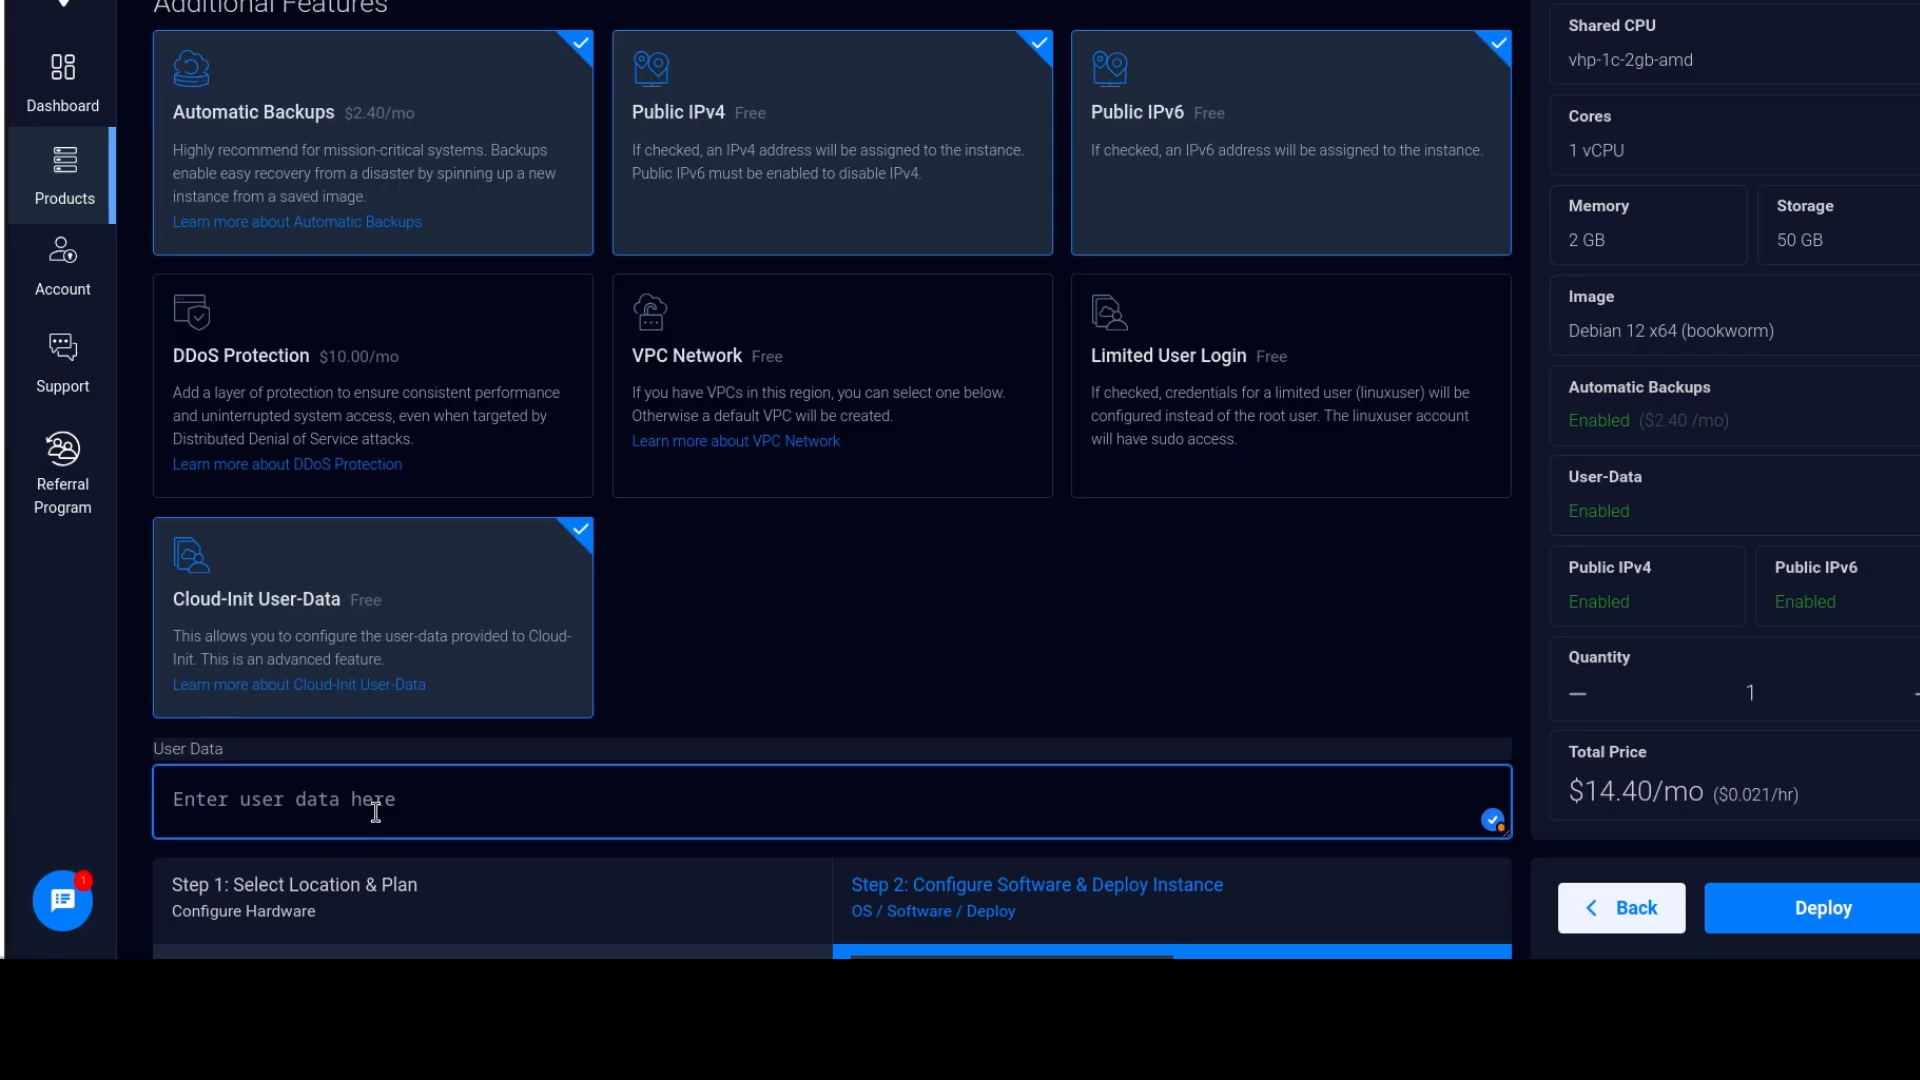 Additional Features
Dashboard
Products
Account
Support
Referral
Program
1
Automatic Backups $2.40/mo
Highly recommend for mission-critical systems. Backups
enable easy recovery from a disaster by spinning up a new
instance from a saved image.
Learn more about Automatic Backups
Public IPv4 Free
If checked, an IPv4 address will be assigned to the instance.
Public IPv6 must be enabled to disable IPv4.
Public IPv6 Free
If checked, an IPv6 address will be assigned to the instance.
DDoS Protection $10.00/mo
Add a layer of protection to ensure consistent performance
and uninterrupted system access, even when targeted by
Distributed Denial of Service attacks.
Learn more about DDoS Protection
VPC Network Free
If you have VPCs in this region, you can select one below.
Otherwise a default VPC will be created.
Learn more about VPC Network
Limited User Login Free
If checked, credentials for a limited user (linuxuser) will be
configured instead of the root user. The linuxuser account
will have sudo access.
Cloud-Init User-Data Free
This allows you to configure the user-data provided to Cloud-
Init. This is an advanced feature.
Learn more about Cloud-Init User-Data
User Data
Enter user data here
Step 1: Select Location & Plan
Configure Hardware
Step 2: Configure Software & Deploy Instance
OS / Software / Deploy
Shared CPU
vhp-1c-2gb-amd
Cores
1 vCPU
Memory
2 GB
Storage
50 GB
Image
Debian 12 x64 (bookworm)
Automatic Backups
Enabled ($2.40 /mo)
User-Data
Enabled
Public IPv4
Enabled
Public IPv6
Enabled
Quantity
1
Total Price
$14.40/mo ($0.021/hr)
Back
Deploy